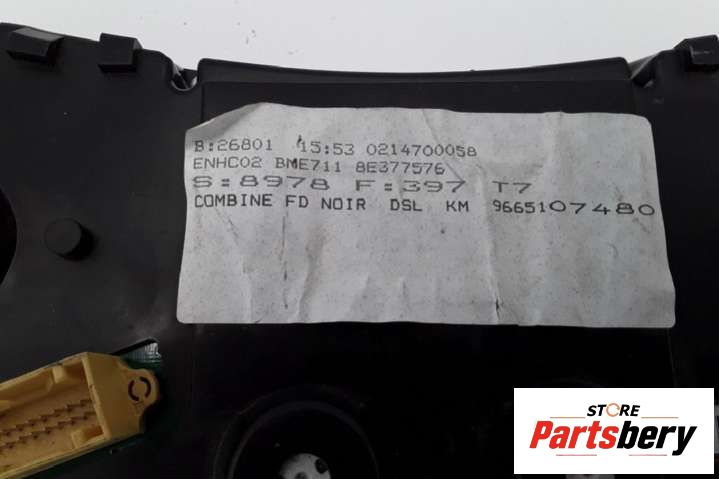 B:26801 15:53 0214700058
ENHC02 BME711 8E377576
S:8978 F:397 T7
COMBINE FD NOIR DSL KM 9665107480
STORE
Partsbery